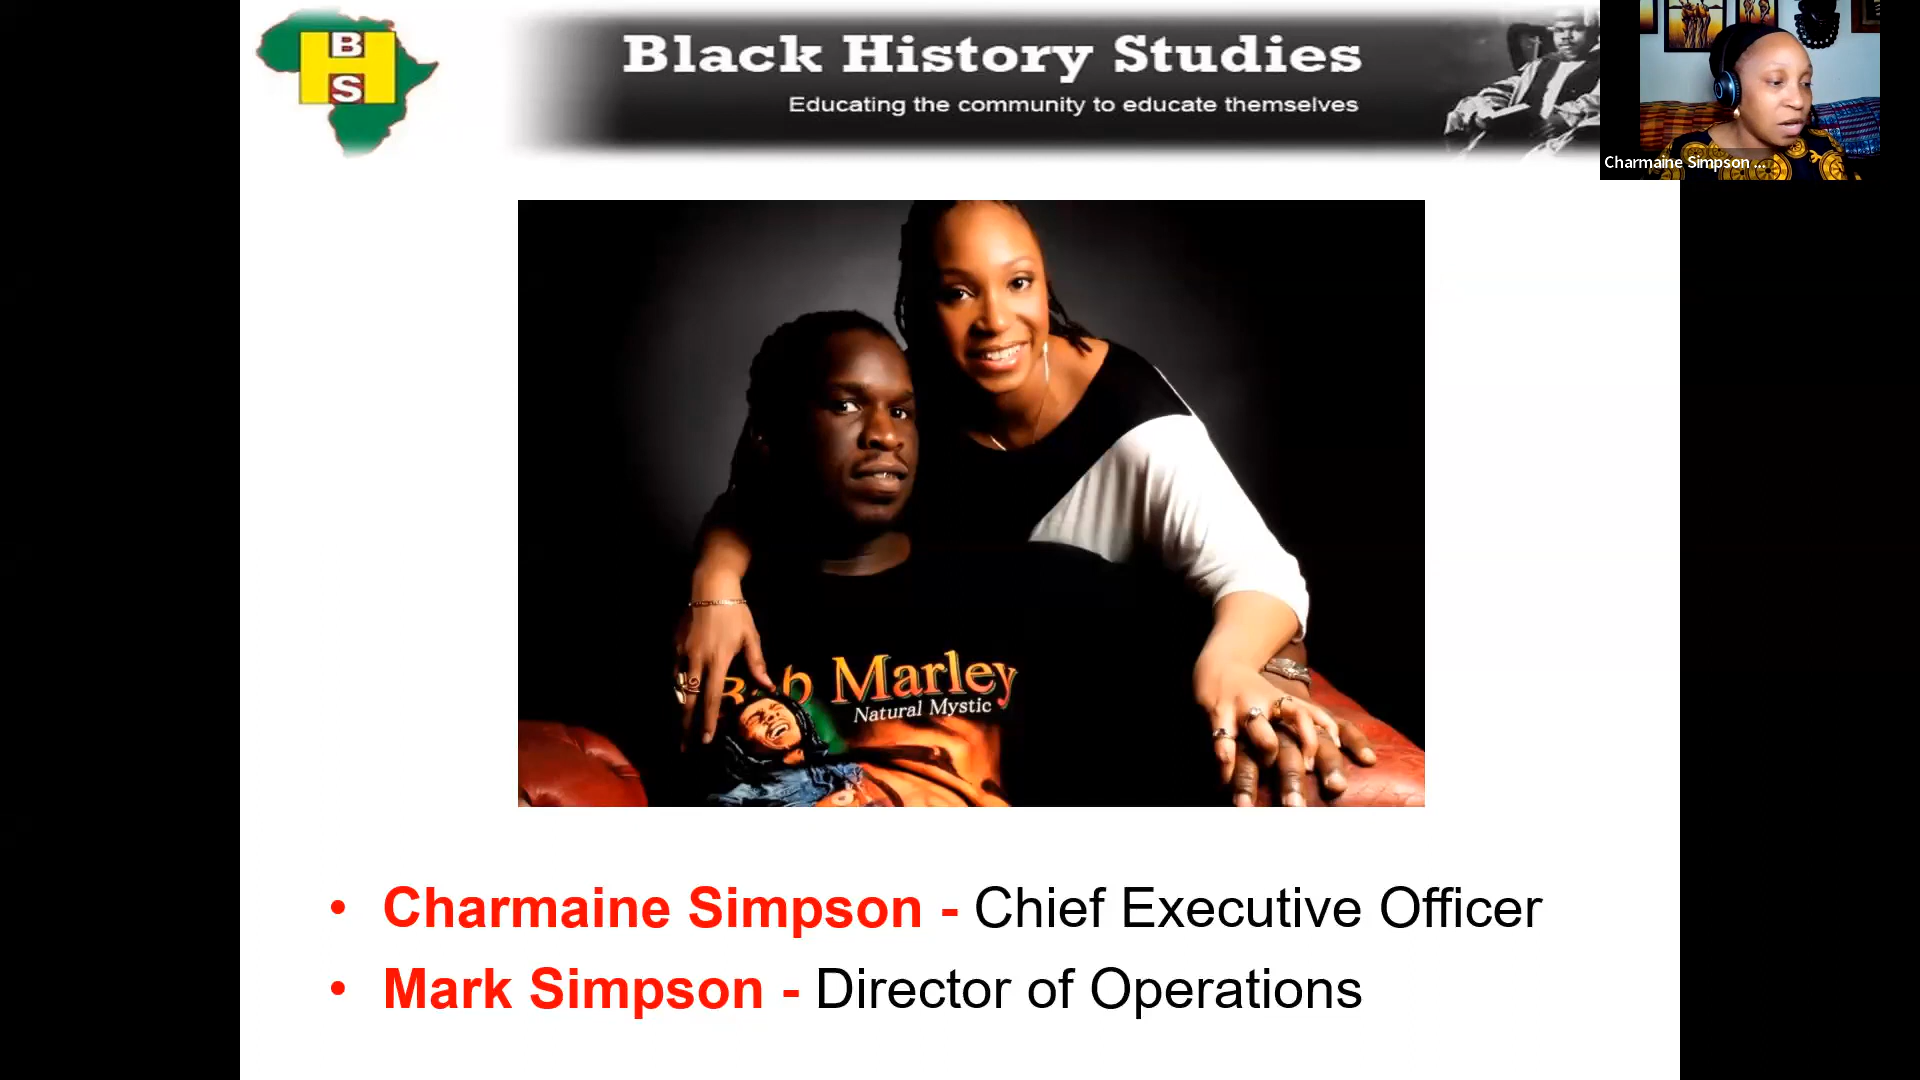 B
H
S
Black History Studies
Educating the community to educate themselves
Charmaine Simpson ...
Bob Marley
Natural Mystic
• Charmaine Simpson - Chief Executive Officer
• Mark Simpson - Director of Operations